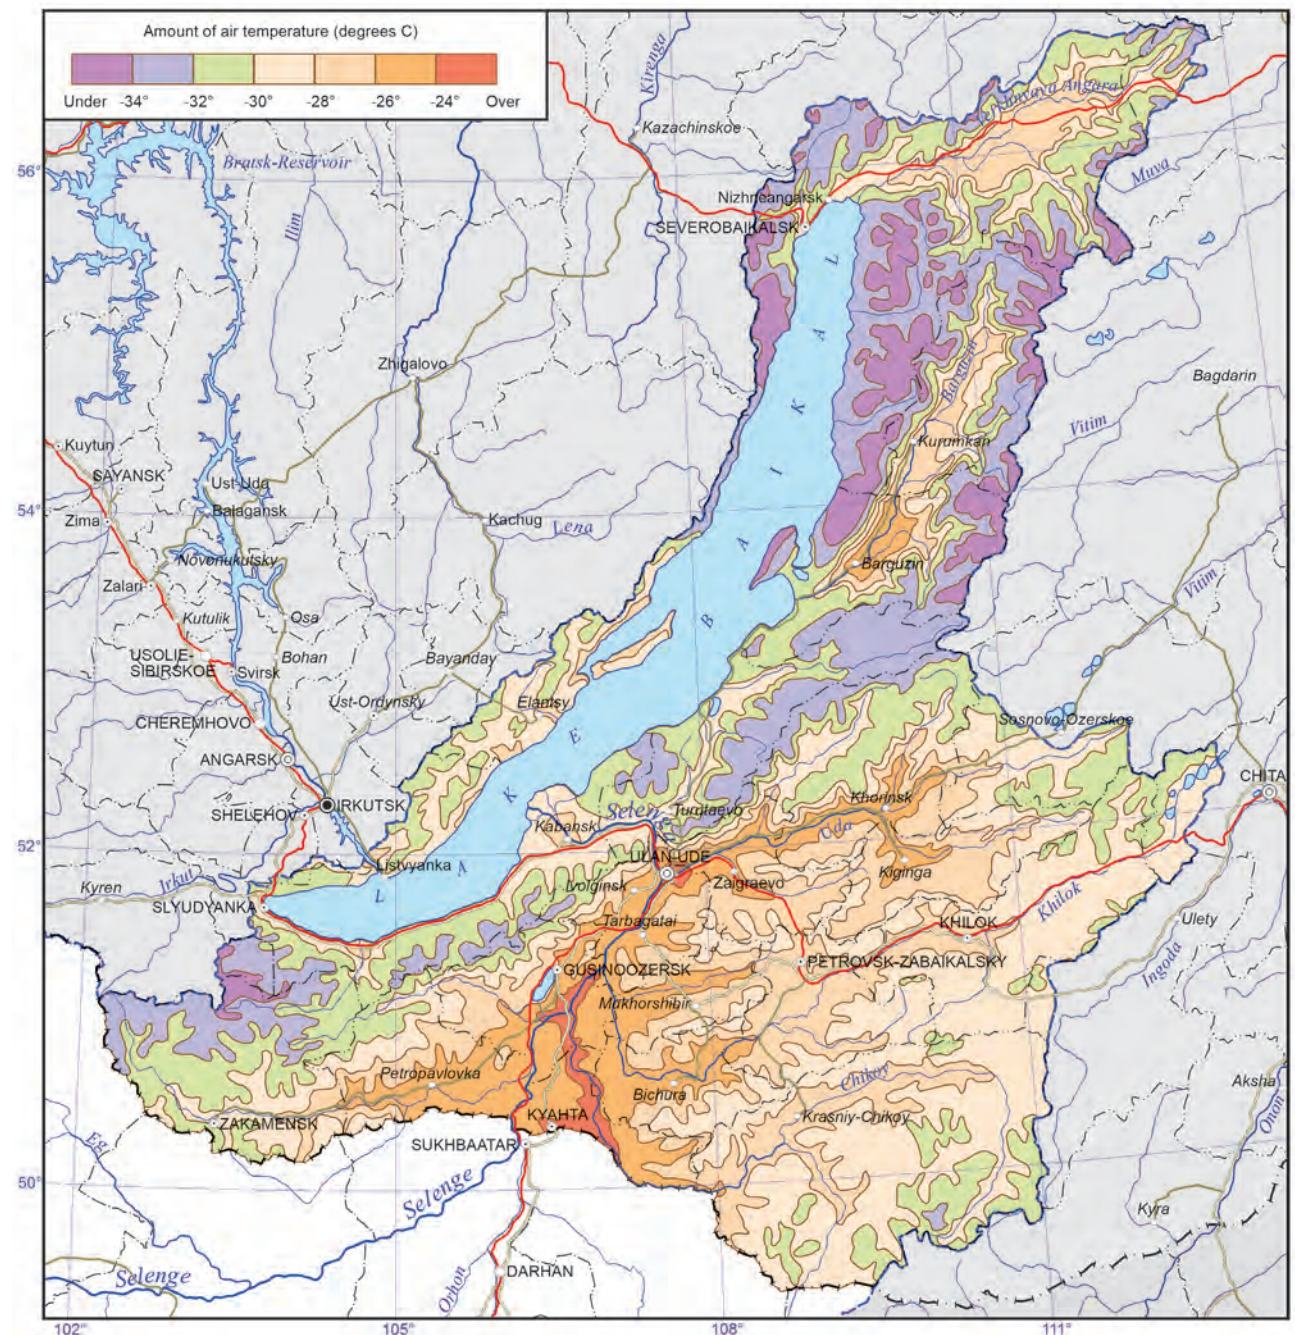 Amount of air temperature (degrees C)
Under -34° -32° -30° -28° -26° -24° Over
Kirenga
Verkhnyaya Angara
Kazachinskoe
Bratsk-Reservoir
56°
Muya
Nizhneangarsk
Ilim
SEVEROBAIKALSK
Zhigalovo
Barguzin
Bagdarin
Vitim
Kuytun
Kurumkan
SAYANSK
Ust-Uda
Balagansk
54°
Zima
Kachug
Lena
Novonukutsky
Barguzin
Zalari
Vitim
Kutulik
Osa
LAKE BAIKAL
USOLIE-
SIBIRSKOE
Bohan
Bayanday
Svirsk
Ust-Ordynsky
Elantsy
CHEREMHOVO
Sosnovo-Ozerskoe
ANGARSK
CHITA
IRKUTSK
Khorinsk
SHELEHOV
Turuntaevo
Kabansk
Uda
52°
Listvyanka
ULAN-UDE
Kyren
Irkut
Ivolginsk
Zaigraevo
Kiginga
SLYUDYANKA
Tarbagatai
KHILOK
Khilok
Ulety
Ingoda
GUSINOOZERSK
PETROVSK-ZABAIKALSKY
Mukhorshibir
Petropavlovka
Bichura
Chikoy
Aksha
ZAKAMENSK
KYAHTA
Krasniy-Chikoy
Onon
Eg
SUKHBAATAR
50°
Selenge
Kyra
Selenge
Orhon
DARHAN
102° 105° 108° 111°